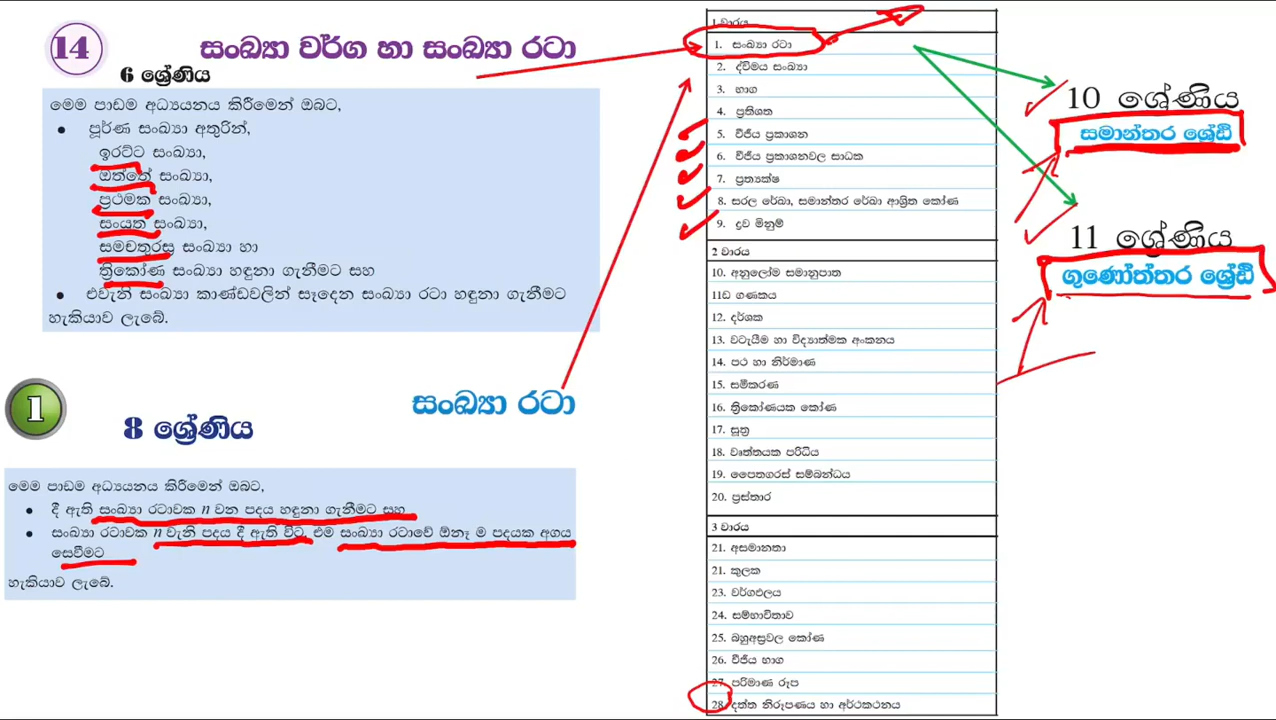 14 සංඛ්‍යා වර්ග හා සංඛ්‍යා රටා
6 ශ්‍රේණිය
මෙම පාඩම අධ්‍යයනය කිරීමෙන් ඔබට,
● පූර්ණ සංඛ්‍යා අතුරින්,
ඉරට්ට සංඛ්‍යා,
ඔත්තේ සංඛ්‍යා,
ප්‍රථමක සංඛ්‍යා,
සංයුත සංඛ්‍යා,
සමචතුරස්‍ර සංඛ්‍යා හා
ත්‍රිකෝණ සංඛ්‍යා හඳුනා ගැනීමට සහ
● එවැනි සංඛ්‍යා කාණ්ඩවලින් සෑදෙන සංඛ්‍යා රටා හඳුනා ගැනීමට
හැකියාව ලැබේ.
1 සංඛ්‍යා රටා
8 ශ්‍රේණිය
මෙම පාඩම අධ්‍යයනය කිරීමෙන් ඔබට,
● දී ඇති සංඛ්‍යා රටාවක n වන පදය හඳුනා ගැනීමට සහ
● සංඛ්‍යා රටාවක n වැනි පදය දී ඇති විට, එම සංඛ්‍යා රටාවේ ඕනෑ ම පදයක අගය
සෙවීමට
හැකියාව ලැබේ.
1 වාරය
1. සංඛ්‍යා රටා
2. ද්විමය සංඛ්‍යා
3. භාග
4. ප්‍රතිශත
5. වීජීය ප්‍රකාශන
6. වීජීය ප්‍රකාශනවල සාධක
7. ප්‍රත්‍යක්ෂ
8. සරල රේඛා, සමාන්තර රේඛා ආශ්‍රිත කෝණ
9. ද්‍රව මිනුම්
2 වාරය
10. අනුලෝම සමානුපාත
11ඩ ගණකය
12. දර්ශක
13. වටැයීම හා විද්‍යාත්මක අංකනය
14. පථ හා නිර්මාණ
15. සමීකරණ
16. ත්‍රිකෝණයක කෝණ
17. සූත්‍ර
18. වෘත්තයක පරිධිය
19. පෛතගරස් සම්බන්ධය
20. ප්‍රස්තාර
3 වාරය
21. අසමානතා
21. කුලක
23. වර්ගඵලය
24. සම්භාවිතාව
25. බහුඅස්‍රවල කෝණ
26. වීජීය භාග
27. පරිමාණ රූප
28. දත්ත නිරූපණය හා අර්ථකථනය
10 ශ්‍රේණිය
සමාන්තර ශ්‍රේඪි
11 ශ්‍රේණිය
ගුණෝත්තර ශ්‍රේඪි